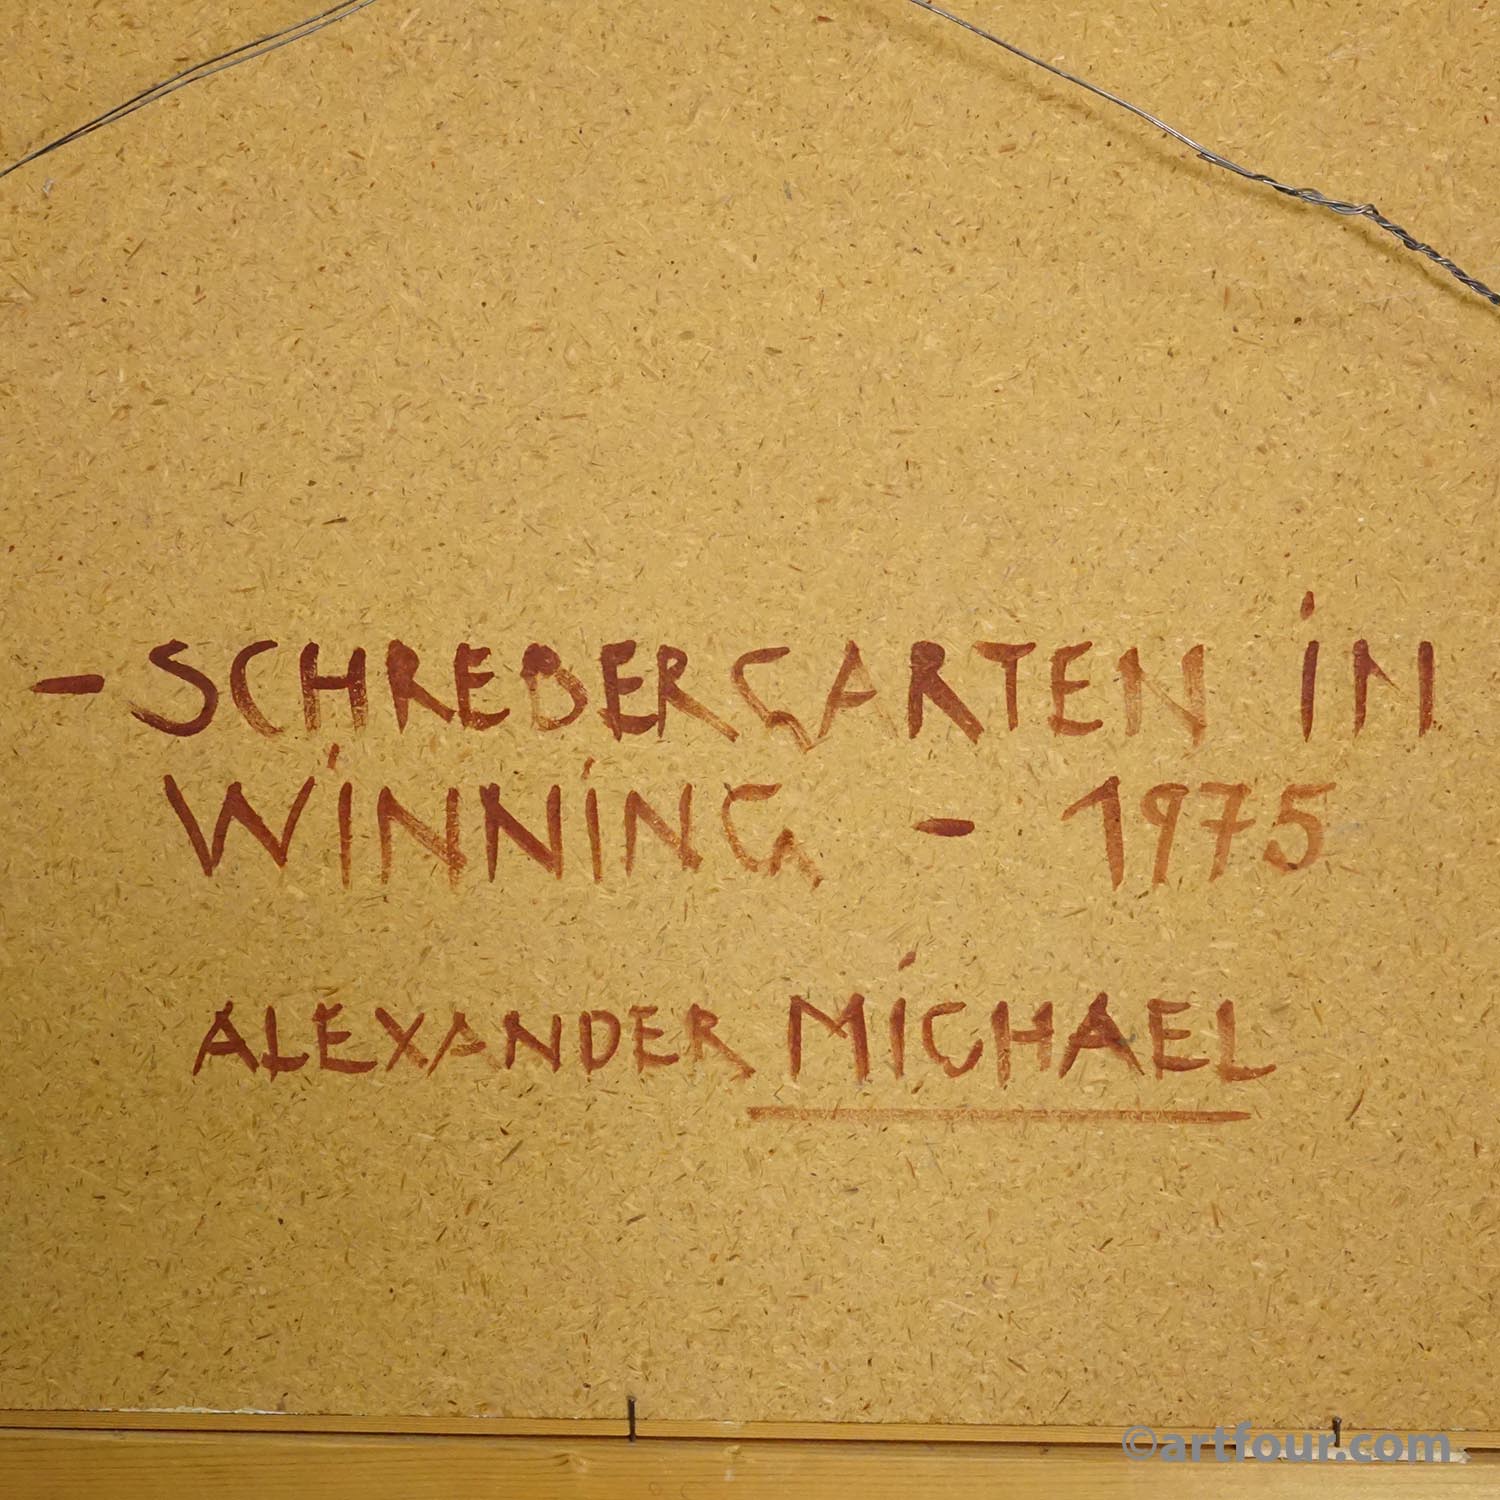 - SCHREBERGARTEN iN
WiNNiNG - 1975
ALEXANDER MiCHAEL
©artfour.com